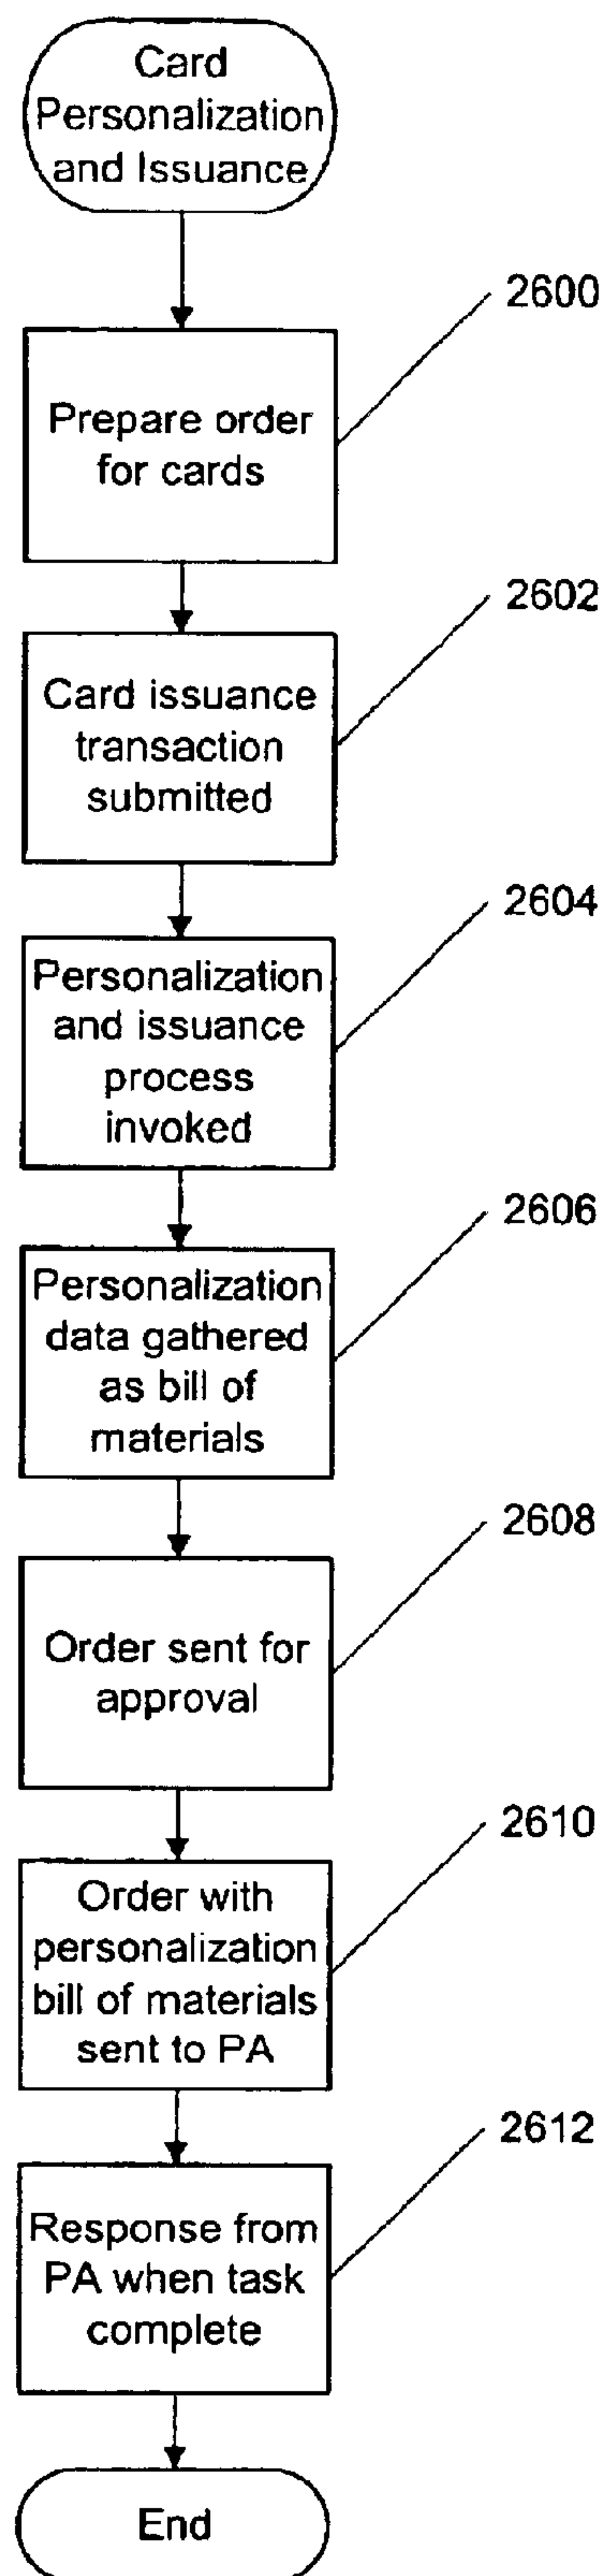 Card
Personalization
and Issuance
2600
Prepare order
for cards
2602
Card issuance
transaction
submitted
2604
Personalization
and issuance
process
invoked
2606
Personalization
data gathered
as bill of
materials
2608
Order sent for
approval
2610
Order with
personalization
bill of materials
sent to PA
2612
Response from
PA when task
complete
End